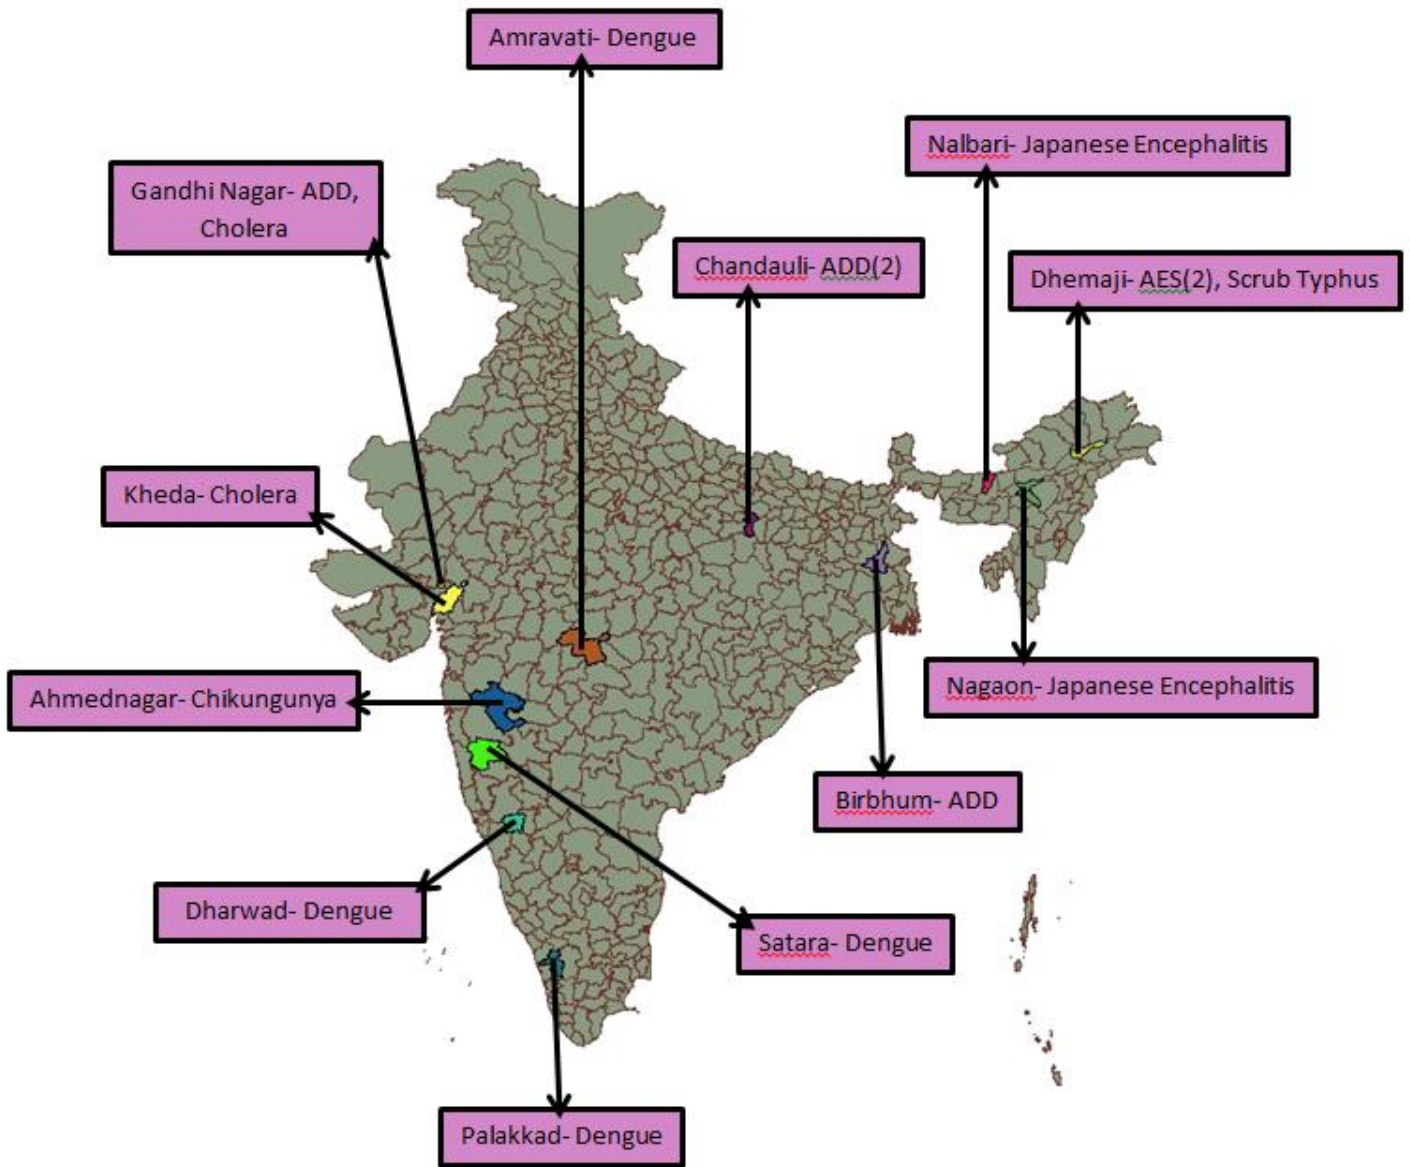 Amravati- Dengue
Nalbari- Japanese Encephalitis
Gandhi Nagar- ADD,
Cholera
Chandauli- ADD(2)
Dhemaji- AES(2), Scrub Typhus
Kheda- Cholera
Ahmednagar- Chikungunya
Nagaon- Japanese Encephalitis
Birbhum- ADD
Dharwad- Dengue
Satara- Dengue
Palakkad- Dengue